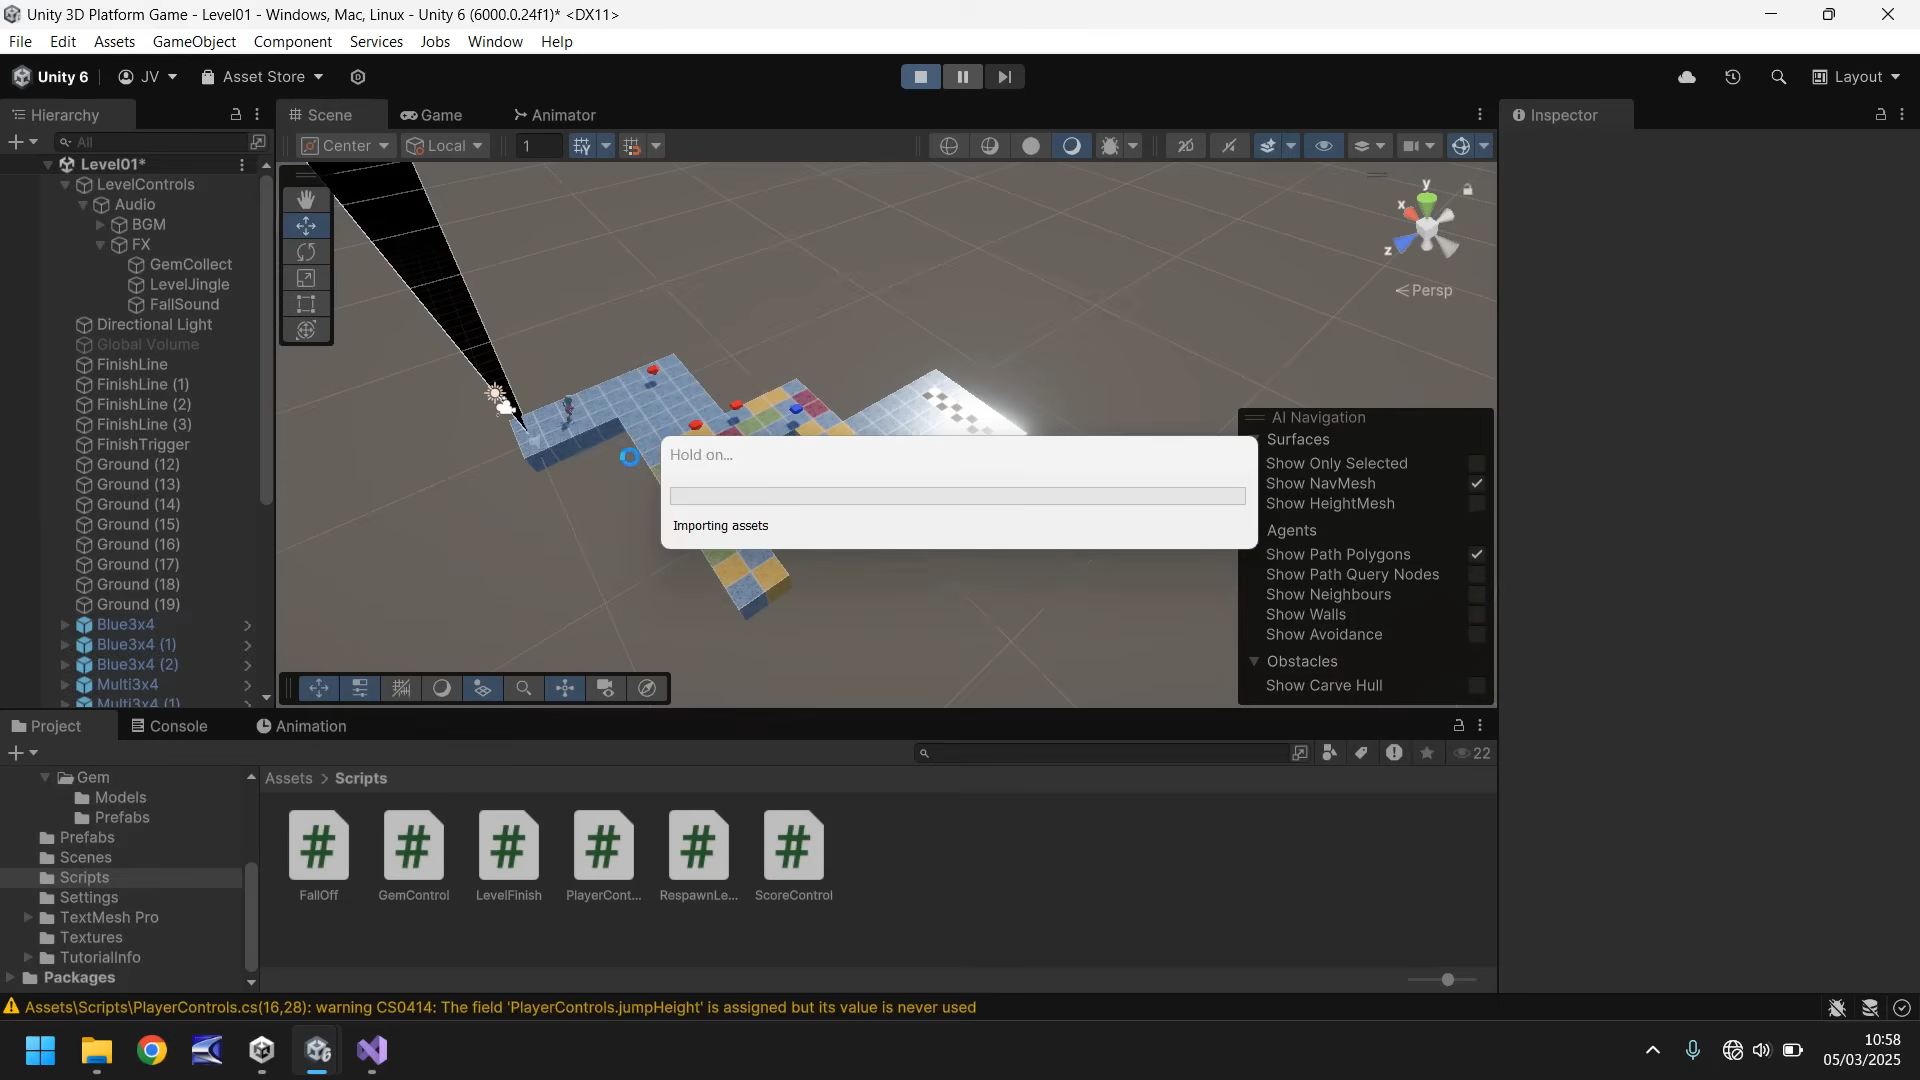 Unity 3D Platform Game - Level01 - Windows, Mac, Linux - Unity 6 (6000.0.24f1)* <DX11>
File Edit Assets GameObject Component Services Jobs Window Help
Unity 6 JV Asset Store Layout
Hierarchy
Scene Game Animator
Inspector
All
Center Local 1 2D
Level01*
LevelControls
Audio
BGM
FX
GemCollect
LevelJingle
FallSound
Directional Light
Global Volume
FinishLine
FinishLine (1)
FinishLine (2)
FinishLine (3)
FinishTrigger
Ground (12)
Ground (13)
Ground (14)
Ground (15)
Ground (16)
Ground (17)
Ground (18)
Ground (19)
Blue3x4
Blue3x4 (1)
Blue3x4 (2)
Multi3x4
Multi3x4 (1)
y
x
z
Persp
Hold on...
Importing assets
AI Navigation
Surfaces
Show Only Selected
Show NavMesh
Show HeightMesh
Agents
Show Path Polygons
Show Path Query Nodes
Show Neighbours
Show Walls
Show Avoidance
Obstacles
Show Carve Hull
Project Console Animation
22
Gem
Models
Prefabs
Prefabs
Scenes
Scripts
Settings
TextMesh Pro
Textures
TutorialInfo
Packages
Assets > Scripts
FallOff GemControl LevelFinish PlayerCont... RespawnLe... ScoreControl
Assets\Scripts\PlayerControls.cs(16,28): warning CS0414: The field 'PlayerControls.jumpHeight' is assigned but its value is never used
10:58
05/03/2025